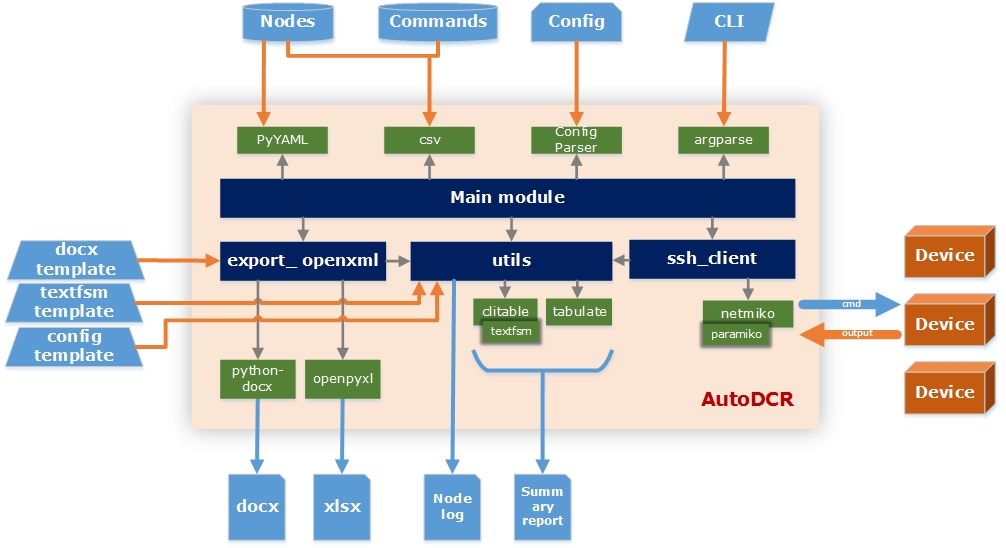 Nodes
Commands
Config
CLI
PyYAML
csv
Config
Parser
argparse
Main module
docx
template
export_ openxml
utils
ssh_client
Device
textfsm
template
clitable
textfsm
tabulate
netmiko
paramiko
cmd
output
Device
config
template
python-
docx
openpyxl
Device
AutoDCR
docx
xlsx
Node
log
Summ
ary
report